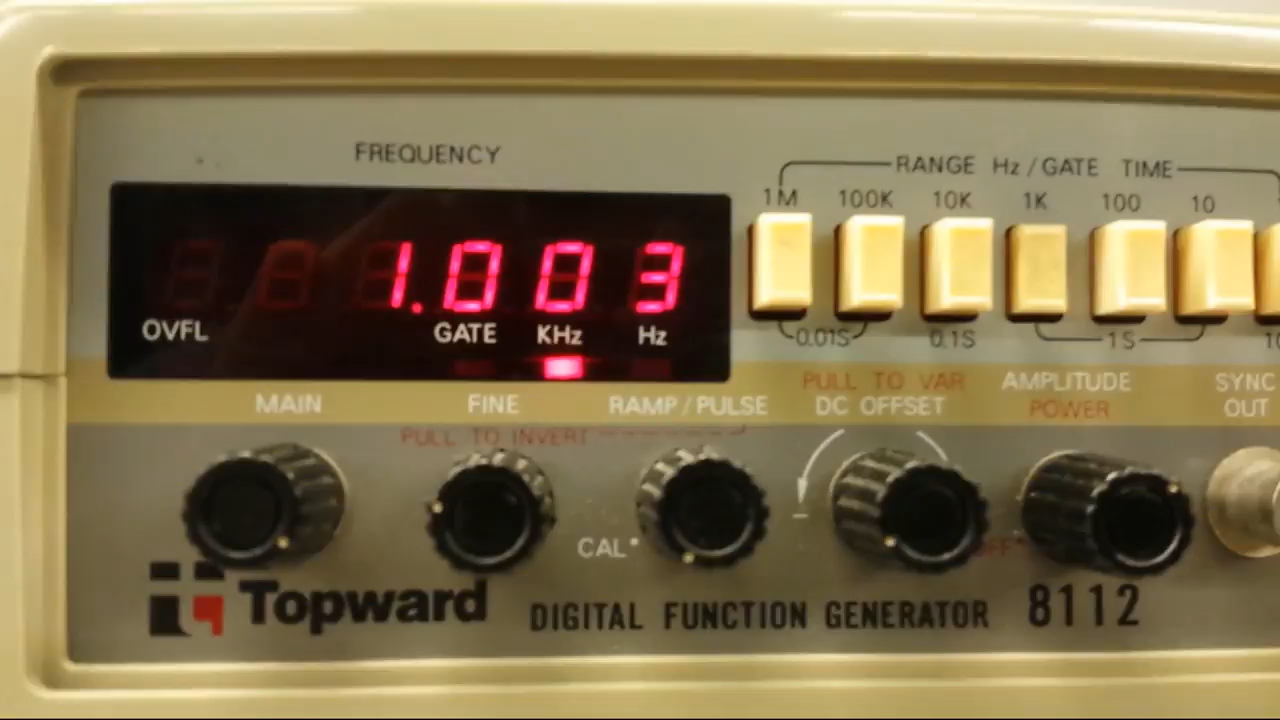 FREQUENCY
RANGE Hz / GATE TIME
1M 100K 10K 1K 100 10
1.003
OVFL GATE KHz Hz
0.01S 0.1S 1S
PULL TO VAR
MAIN FINE RAMP / PULSE DC OFFSET AMPLITUDE SYNC
POWER OUT
PULL TO INVERT
CAL
Topward DIGITAL FUNCTION GENERATOR 8112